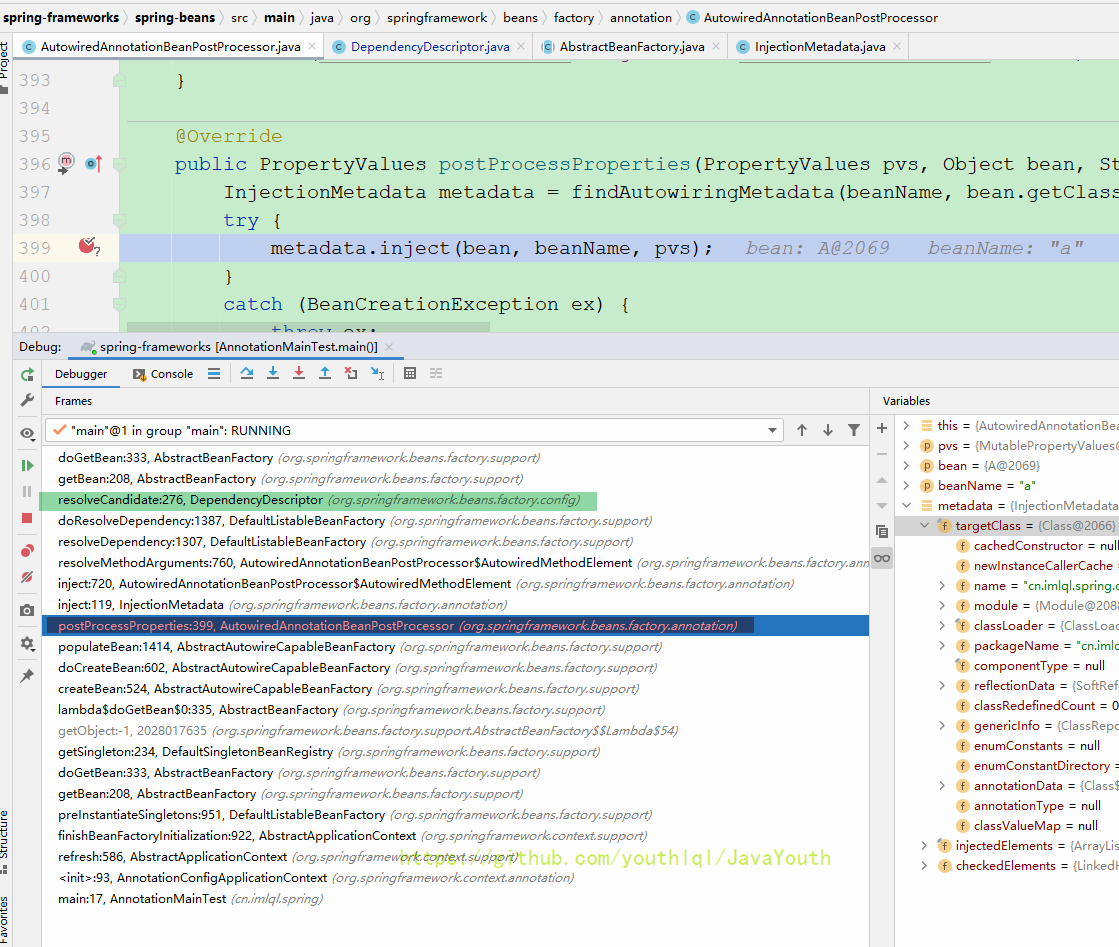 spring-frameworks 〉 spring-beans 〉 src 〉 main 〉 java 〉 org 〉 springframework 〉 beans 〉 factory 〉 annotation 〉 AutowiredAnnotationBeanPostProcessor
AutowiredAnnotationBeanPostProcessor.java × DependencyDescriptor.java × AbstractBeanFactory.java × InjectionMetadata.java ×
Project
393 }
394
395 @Override
396 public PropertyValues postProcessProperties(PropertyValues pvs, Object bean, St
397 InjectionMetadata metadata = findAutowiringMetadata(beanName, bean.getClass
398 try {
399 metadata.inject(bean, beanName, pvs); bean: A@2069 beanName: "a"
400 }
401 catch (BeanCreationException ex) {
402 throw ex;
Debug: spring-frameworks [AnnotationMainTest.main()] ×
Debugger Console
Frames
"main"@1 in group "main": RUNNING
doGetBean:333, AbstractBeanFactory (org.springframework.beans.factory.support)
getBean:208, AbstractBeanFactory (org.springframework.beans.factory.support)
resolveCandidate:276, DependencyDescriptor (org.springframework.beans.factory.config)
doResolveDependency:1387, DefaultListableBeanFactory (org.springframework.beans.factory.support)
resolveDependency:1307, DefaultListableBeanFactory (org.springframework.beans.factory.support)
resolveMethodArguments:760, AutowiredAnnotationBeanPostProcessor$AutowiredMethodElement (org.springframework.beans.factory.ann
inject:720, AutowiredAnnotationBeanPostProcessor$AutowiredMethodElement (org.springframework.beans.factory.annotation)
inject:119, InjectionMetadata (org.springframework.beans.factory.annotation)
postProcessProperties:399, AutowiredAnnotationBeanPostProcessor (org.springframework.beans.factory.annotation)
populateBean:1414, AbstractAutowireCapableBeanFactory (org.springframework.beans.factory.support)
doCreateBean:602, AbstractAutowireCapableBeanFactory (org.springframework.beans.factory.support)
createBean:524, AbstractAutowireCapableBeanFactory (org.springframework.beans.factory.support)
lambda$doGetBean$0:335, AbstractBeanFactory (org.springframework.beans.factory.support)
getObject:-1, 2028017635 (org.springframework.beans.factory.support.AbstractBeanFactory$$Lambda$54)
getSingleton:234, DefaultSingletonBeanRegistry (org.springframework.beans.factory.support)
doGetBean:333, AbstractBeanFactory (org.springframework.beans.factory.support)
getBean:208, AbstractBeanFactory (org.springframework.beans.factory.support)
preInstantiateSingletons:951, DefaultListableBeanFactory (org.springframework.beans.factory.support)
finishBeanFactoryInitialization:922, AbstractApplicationContext (org.springframework.context.support)
refresh:586, AbstractApplicationContext (org.springframework.context.support)
<init>:93, AnnotationConfigApplicationContext (org.springframework.context.annotation)
main:17, AnnotationMainTest (cn.imlql.spring)
https://github.com/youthlql/JavaYouth
Variables
this = {AutowiredAnnotationBea
pvs = {MutablePropertyValues@
bean = {A@2069}
beanName = "a"
metadata = {InjectionMetadata
targetClass = {Class@2066}
cachedConstructor = null
newInstanceCallerCache =
name = "cn.imlql.spring.c
module = {Module@2088
classLoader = {ClassLoad
packageName = "cn.imlc
componentType = null
reflectionData = {SoftRef
classRedefinedCount = 0
genericInfo = {ClassRepo
enumConstants = null
enumConstantDirectory =
annotationData = {Class$
annotationType = null
classValueMap = null
injectedElements = {ArrayLis
checkedElements = {LinkedH
Structure
Favorites